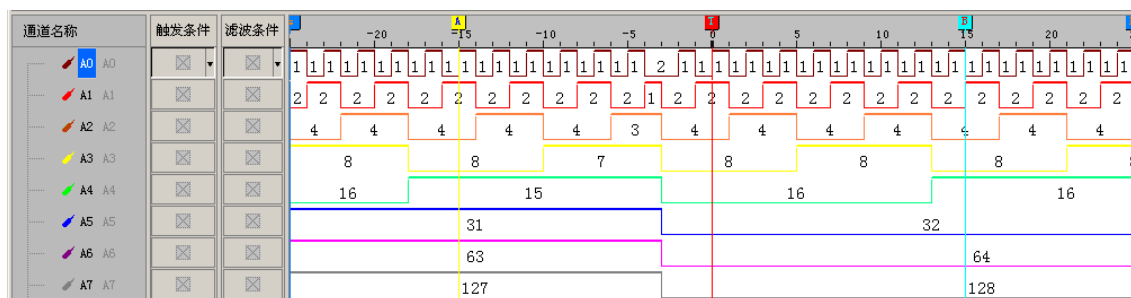 通道名称 触发条件 滤波条件 A T B
-20 -15 -10 -5 0 5 10 15 20
A0 A0 1 1 1 1 1 1 1 1 1 1 1 1 1 1 1 1 1 1 1 1 1 2 1 1 1 1 1 1 1 1 1 1 1 1 1 1 1 1 1 1 1 1 1 1 1 1 1 1 1
A1 A1 2 2 2 2 2 2 2 2 2 2 1 2 2 2 2 2 2 2 2 2 2 2 2 2 2
A2 A2 4 4 4 4 4 3 4 4 4 4 4 4 4
A3 A3 8 8 7 8 8 8 8
A4 A4 16 15 16 16
A5 A5 31 32
A6 A6 63 64
A7 A7 127 128